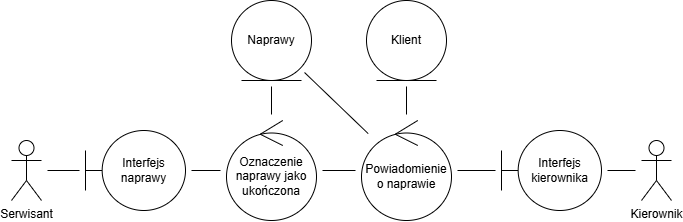 Naprawy
Klient
Serwisant
Interfejs
naprawy
Oznaczenie
naprawy jako
ukończona
Powiadomienie
o naprawie
Interfejs
kierownika
Kierownik